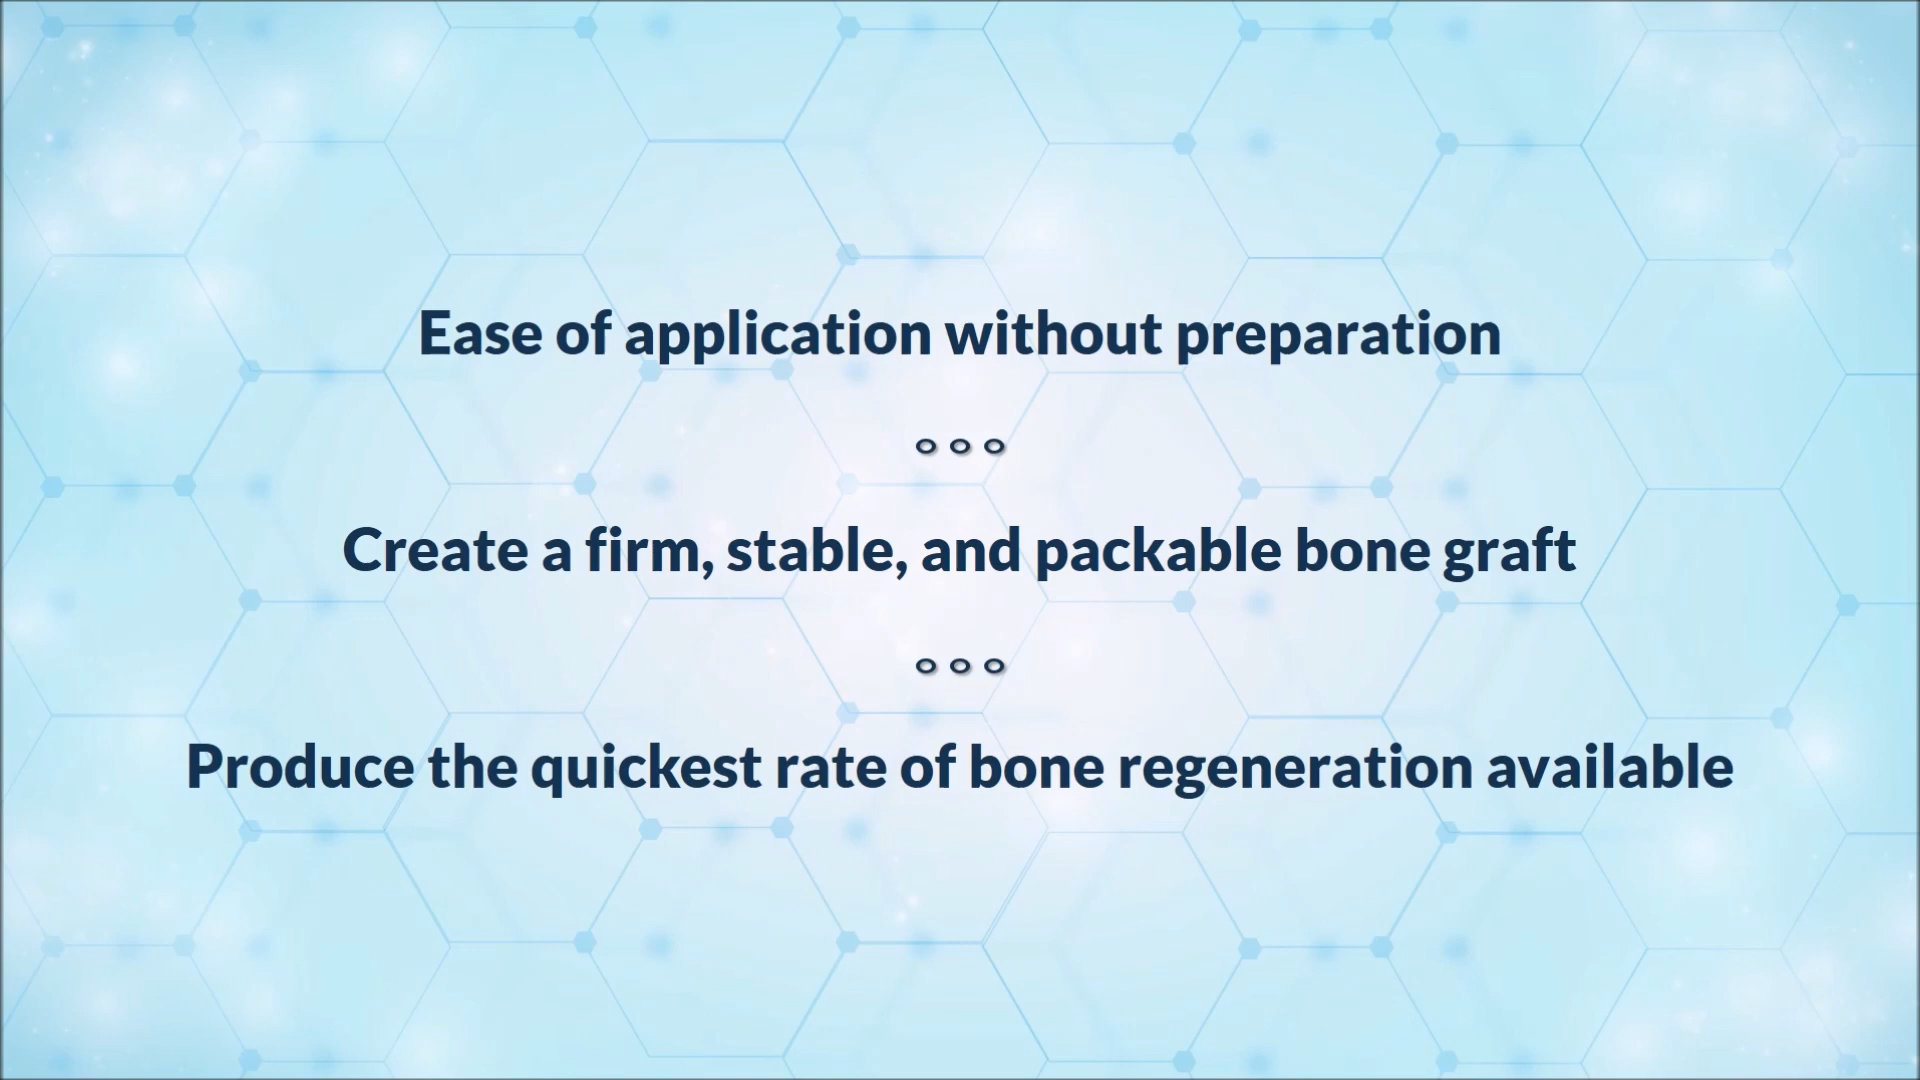 Ease of application without preparation
Create a firm, stable, and packable bone graft
Produce the quickest rate of bone regeneration available